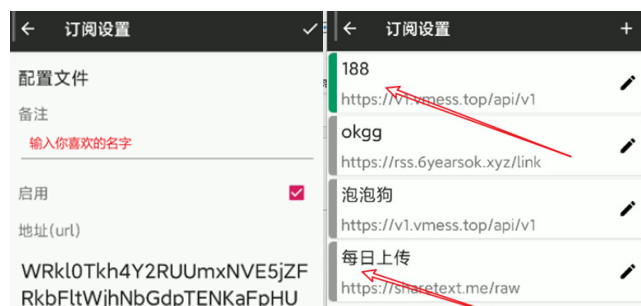 订阅设置
配置文件
备注
输入你喜欢的名字
启用
地址(url)
WRkl0Tkh4Y2RUUmxNVE5jZF
RkbFltWjhNbGdpTENKaFpHU
订阅设置
188
https://v1.vmess.top/api/v1
okgg
https://rss.6yearsok.xyz/link
泡泡狗
https://v1.vmess.top/api/v1
每日上传
https://sharetext.me/raw